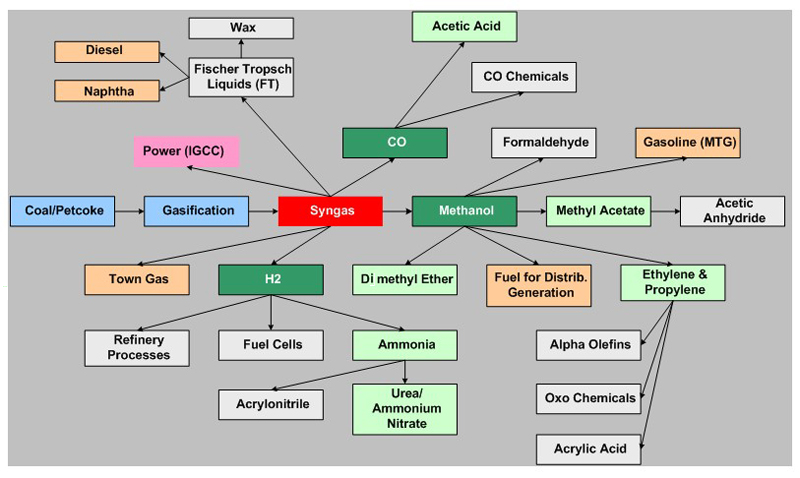 Wax
Acetic Acid
Diesel
Fischer Tropsch
Liquids (FT)
CO Chemicals
Naphtha
Power (IGCC)
CO
Formaldehyde
Gasoline (MTG)
Coal/Petcoke
Gasification
Syngas
Methanol
Methyl Acetate
Acetic
Anhydride
Town Gas
H2
Di methyl Ether
Fuel for Distrib.
Generation
Ethylene &
Propylene
Refinery
Processes
Fuel Cells
Ammonia
Alpha Olefins
Acrylonitrile
Urea/
Ammonium
Nitrate
Oxo Chemicals
Acrylic Acid